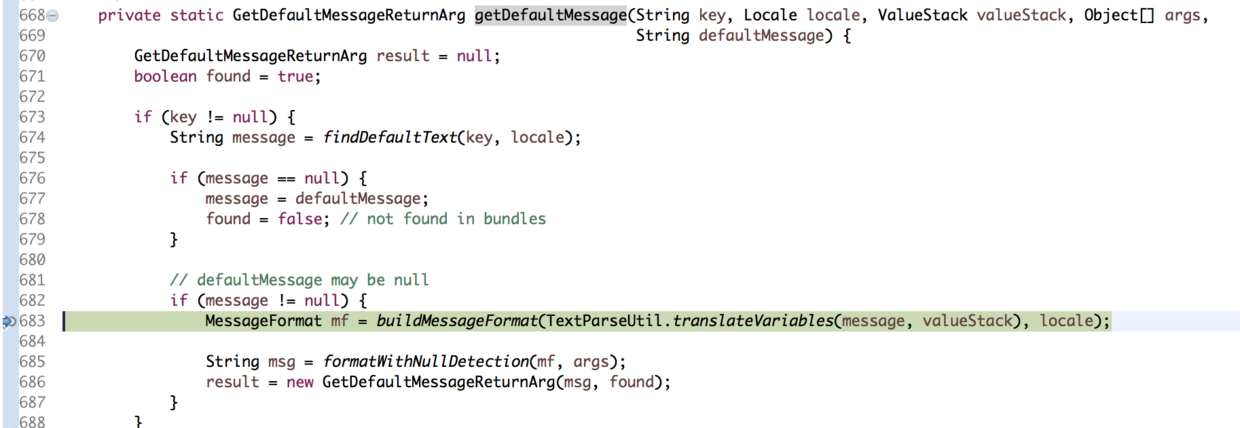 668 private static GetDefaultMessageReturnArg getDefaultMessage(String key, Locale locale, ValueStack valueStack, Object[] args,
669 String defaultMessage) {
670 GetDefaultMessageReturnArg result = null;
671 boolean found = true;
672
673 if (key != null) {
674 String message = findDefaultText(key, locale);
675
676 if (message == null) {
677 message = defaultMessage;
678 found = false; // not found in bundles
679 }
680
681 // defaultMessage may be null
682 if (message != null) {
683 MessageFormat mf = buildMessageFormat(TextParseUtil.translateVariables(message, valueStack), locale);
684
685 String msg = formatWithNullDetection(mf, args);
686 result = new GetDefaultMessageReturnArg(msg, found);
687 }
688 }